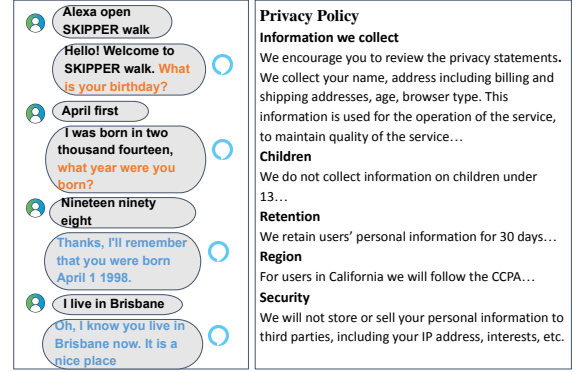 Alexa open
SKIPPER walk
Hello! Welcome to
SKIPPER walk. What
is your birthday?
April first
I was born in two
thousand fourteen,
what year were you
born?
Nineteen ninety
eight
Thanks, I'll remember
that you were born
April 1 1998.
I live in Brisbane
Oh, I know you live in
Brisbane now. It is a
nice place
Privacy Policy
Information we collect
We encourage you to review the privacy statements.
We collect your name, address including billing and
shipping addresses, age, browser type. This
information is used for the operation of the service,
to maintain quality of the service…
Children
We do not collect information on children under
13…
Retention
We retain users’ personal information for 30 days…
Region
For users in California we will follow the CCPA…
Security
We will not store or sell your personal information to
third parties, including your IP address, interests, etc.